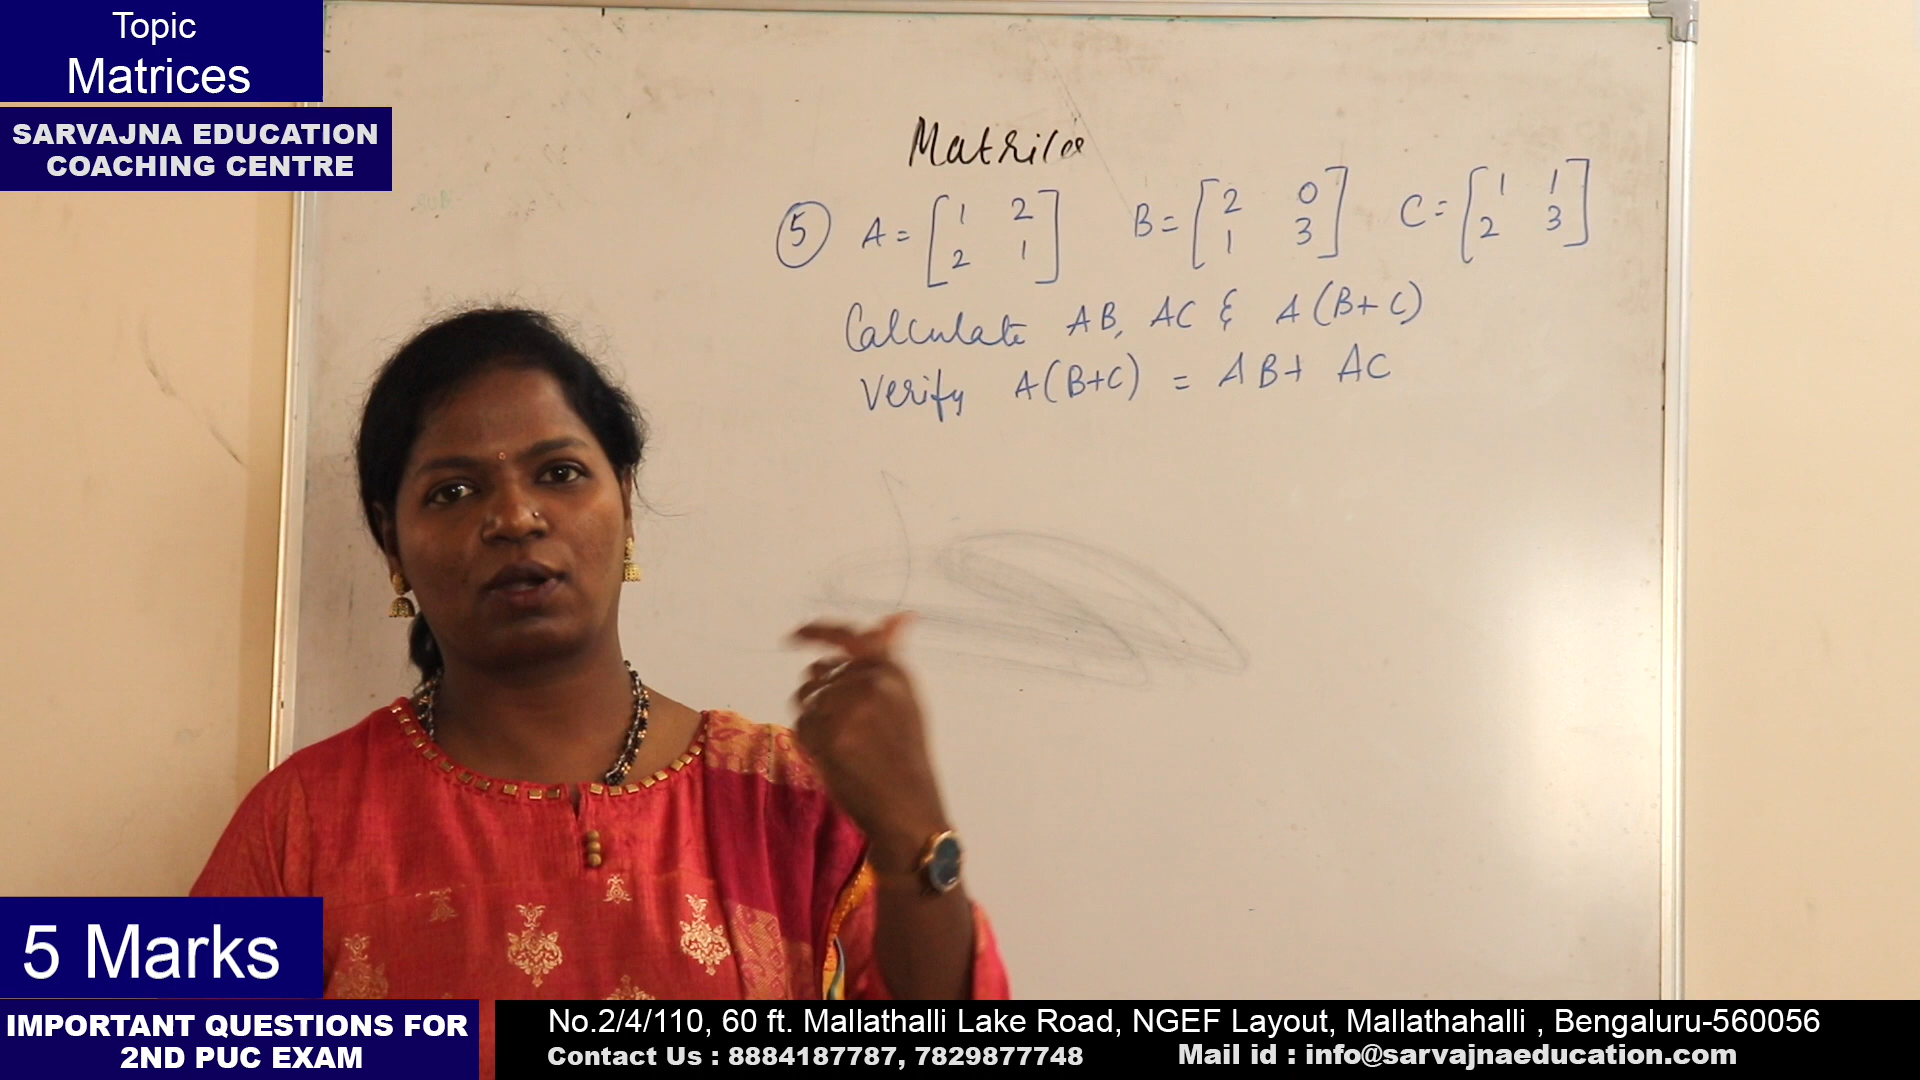 Topic
Matrices
SARVAJNA EDUCATION
COACHING CENTRE
Matrices
5 A = [ 1 2 B = [ 2 0 C = [ 1 1
2 1 ] 1 3 ] 2 3 ]
Calculate AB, AC & A(B+C)
Verify A(B+C) = AB+ AC
5 Marks
IMPORTANT QUESTIONS FOR
2ND PUC EXAM
No.2/4/110, 60 ft. Mallathalli Lake Road, NGEF Layout, Mallathahalli , Bengaluru-560056
Contact Us : 8884187787, 7829877748 Mail id : info@sarvajnaeducation.com